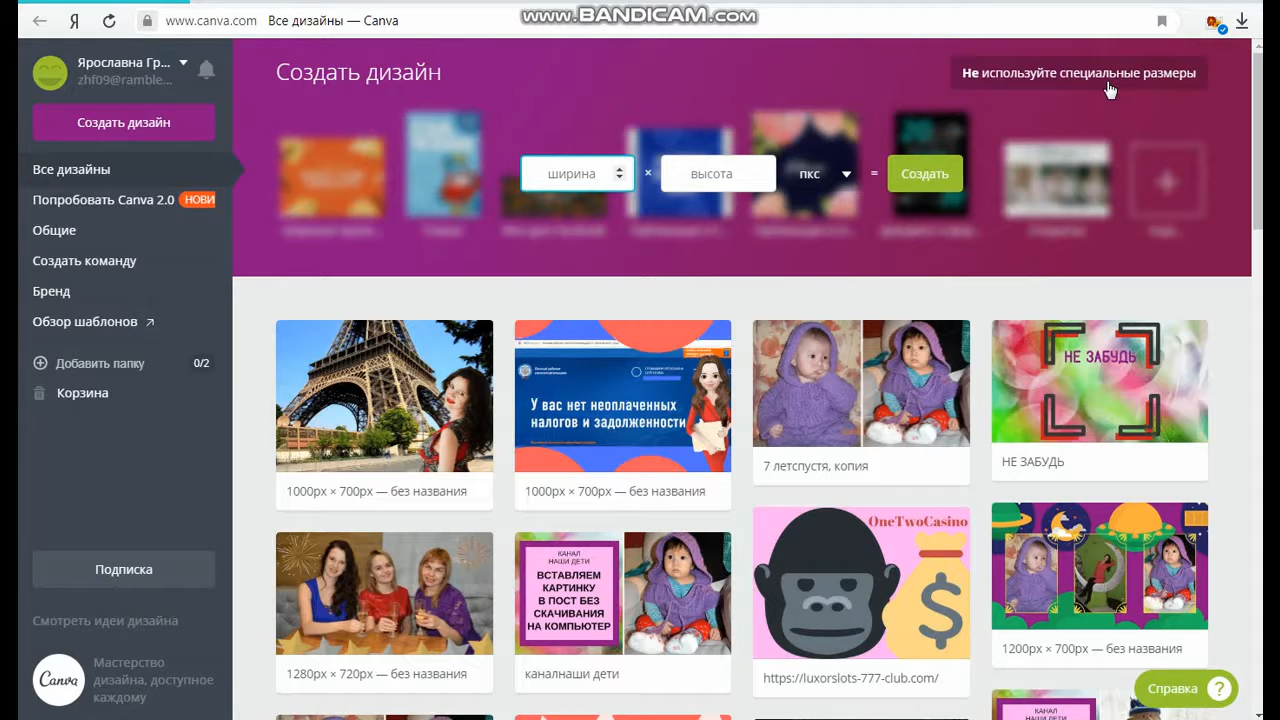 www.canva.com Все дизайны — Canva
www.BANDICAM.com
Ярославна Гр...
zhf09@ramble...
Создать дизайн
Все дизайны
Попробовать Canva 2.0 НОВИ
Общие
Создать команду
Бренд
Обзор шаблонов
Добавить папку 0/2
Корзина
Подписка
Смотреть идеи дизайна
Canva
Мастерство
дизайна, доступное
каждому
Создать дизайн
Не используйте специальные размеры
ширина × высота пкс = Создать
1000px × 700px — без названия
У вас нет неоплаченных
налогов и задолженности
1000px × 700px — без названия
7 летспустя, копия
НЕ ЗАБУДЬ
НЕ ЗАБУДЬ
1280px × 720px — без названия
КАНАЛ
НАШИ ДЕТИ
ВСТАВЛЯЕМ
КАРТИНКУ
В ПОСТ БЕЗ
СКАЧИВАНИЯ
НА КОМПЬЮТЕР
каналнаши дети
OneTwoCasino
$
https://luxorslots-777-club.com/
1200px × 700px — без названия
КАНАЛ
НАШИ ДЕТИ
Справка ?